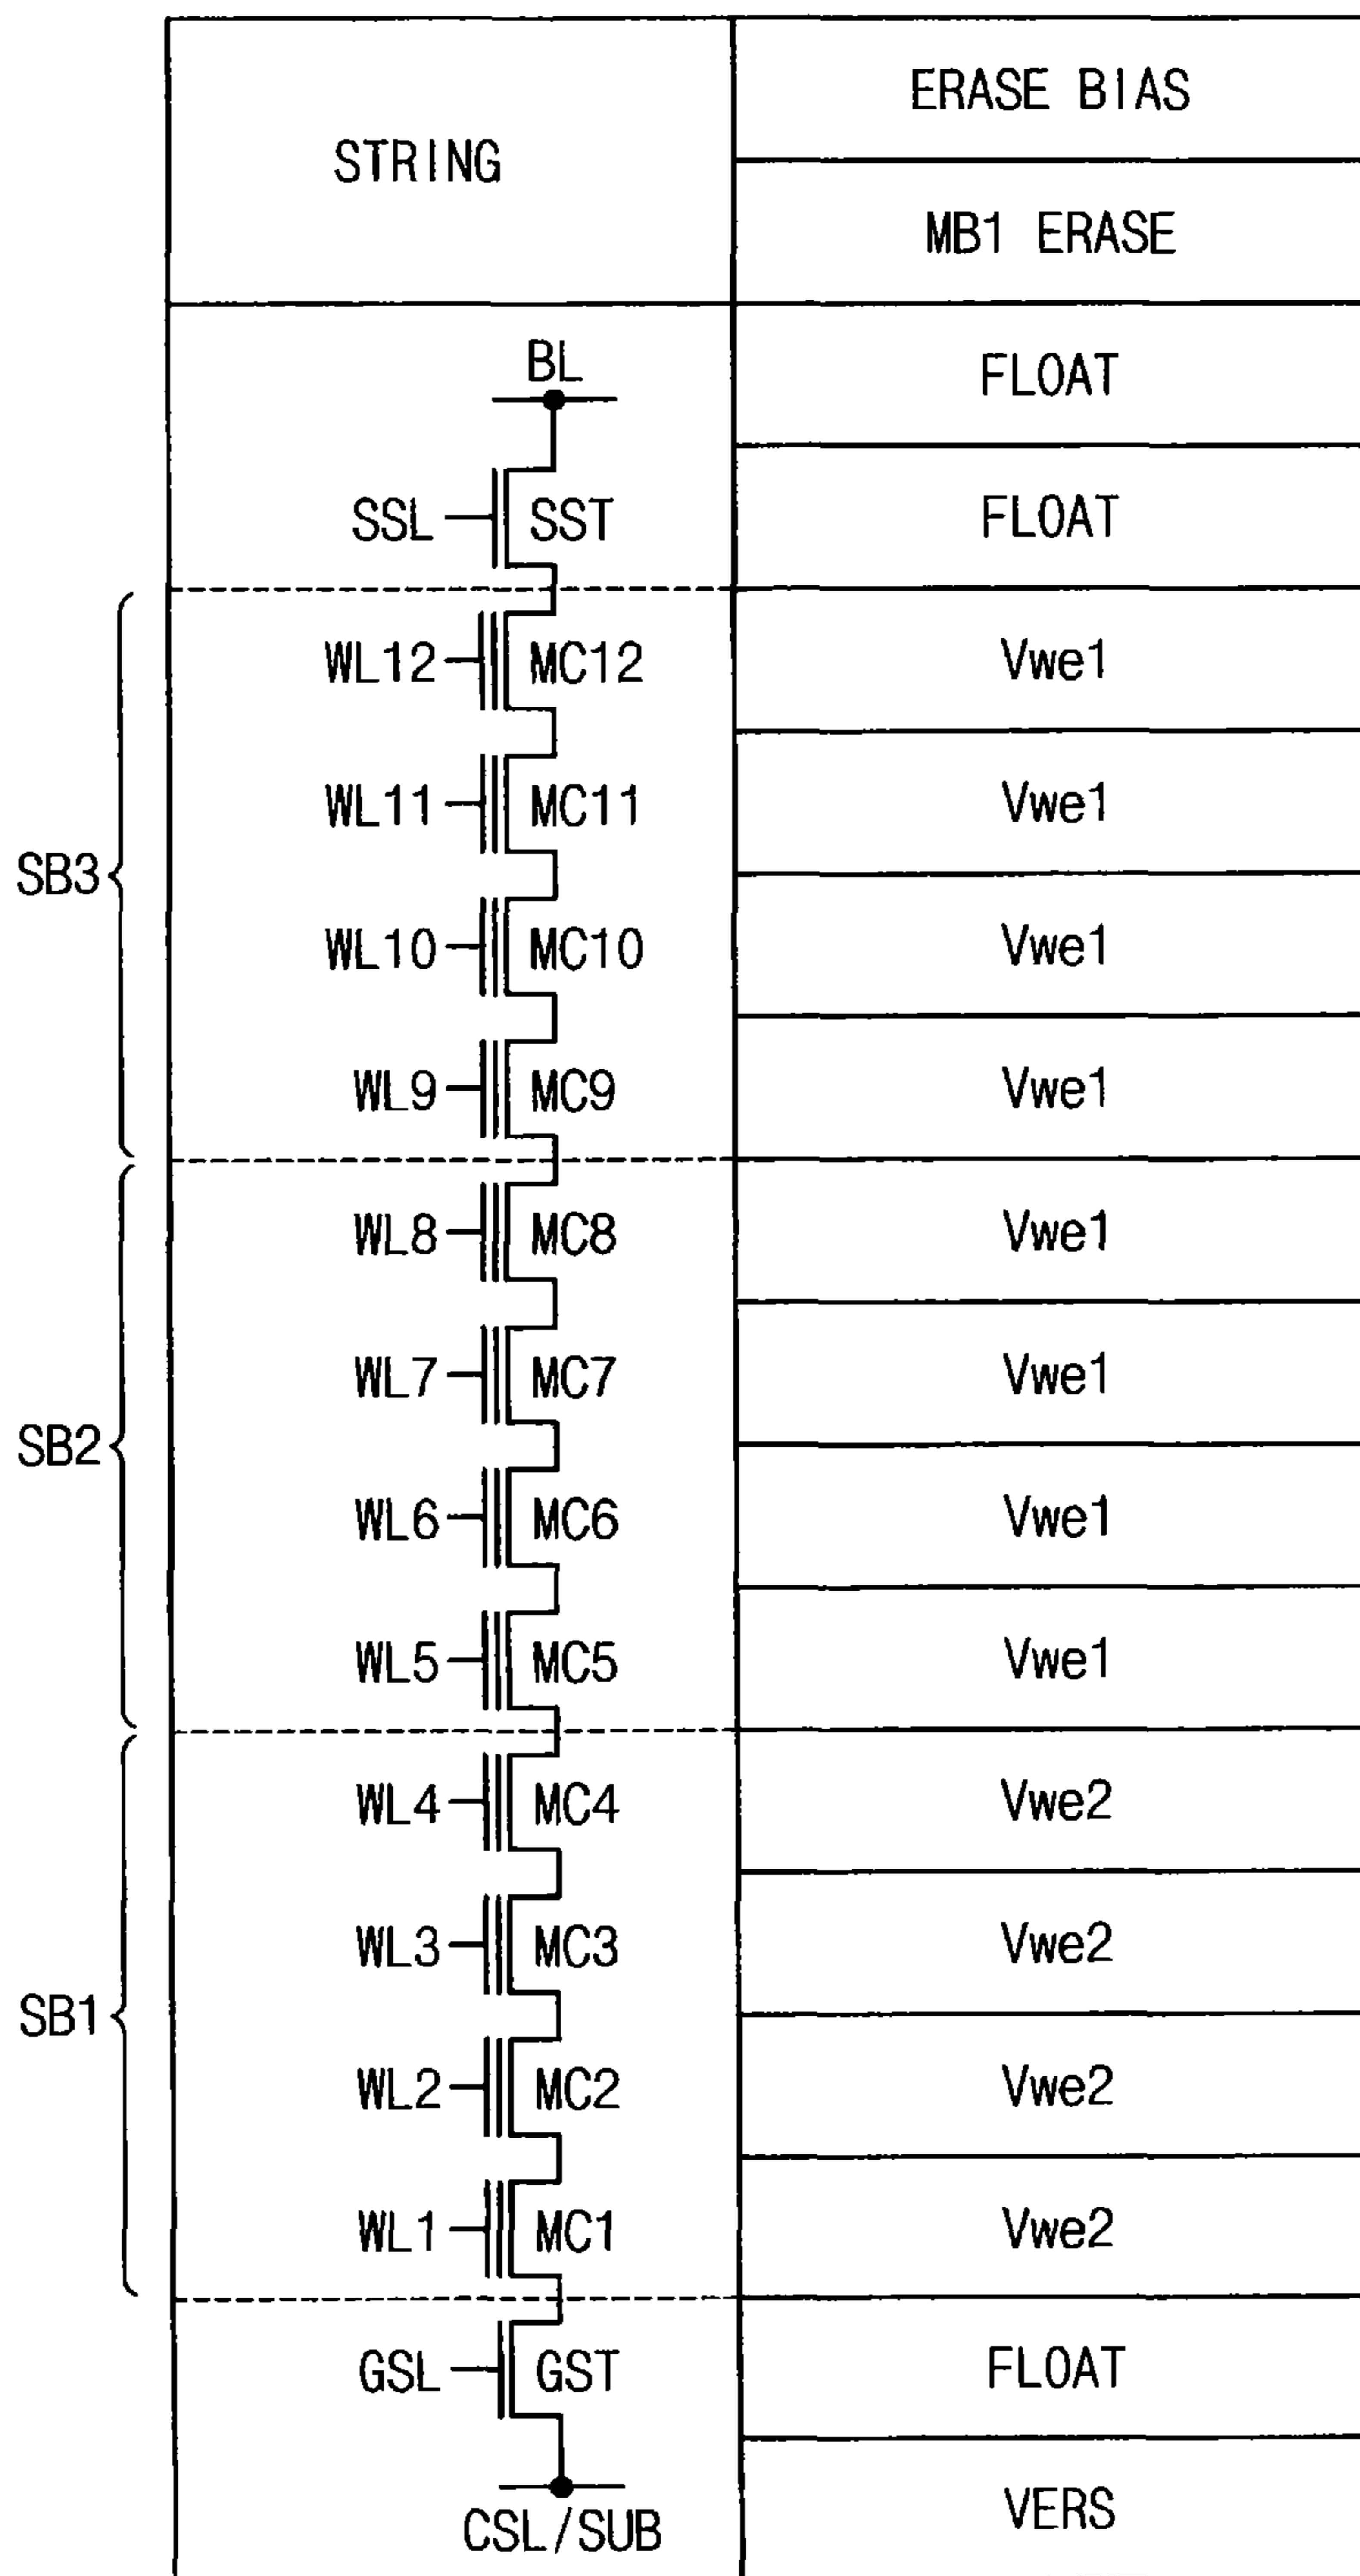 STRING
ERASE BIAS
MB1 ERASE
BL
FLOAT
SSL SST FLOAT
WL12 MC12 Vwe1
WL11 MC11 Vwe1
SB3
WL10 MC10 Vwe1
WL9 MC9 Vwe1
WL8 MC8 Vwe1
WL7 MC7 Vwe1
SB2
WL6 MC6 Vwe1
WL5 MC5 Vwe1
WL4 MC4 Vwe2
WL3 MC3 Vwe2
SB1
WL2 MC2 Vwe2
WL1 MC1 Vwe2
GSL GST FLOAT
CSL/SUB VERS